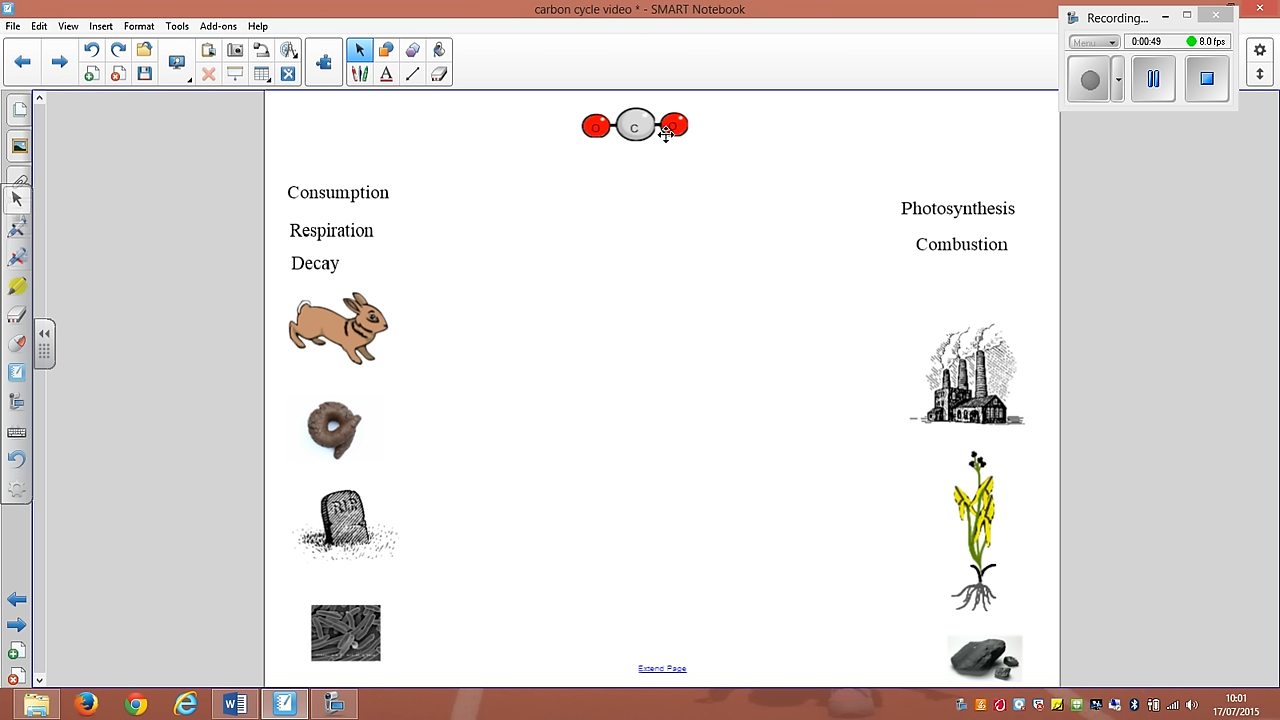 carbon cycle video * - SMART Notebook
File Edit View Insert Format Tools Add-ons Help
Recording...
Menu 0:00:49 8.0 fps
O C O
Consumption
Respiration
Decay
Photosynthesis
Combustion
RIP
Extend Page
10:01
17/07/2015